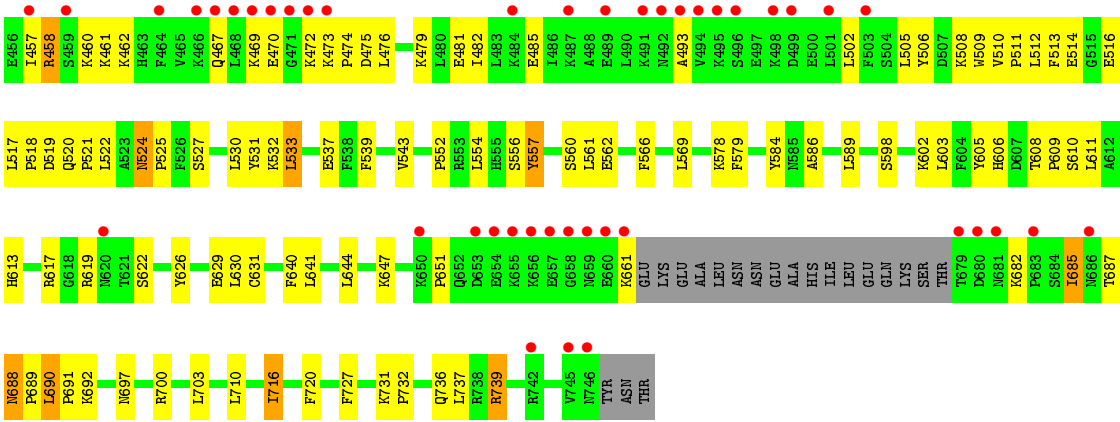 E456 I457 R458 S459 K460 K461 K462 H463 F464 V465 K466 Q467 L468 K469 E470 G471 K472 K473 P474 D475 L476 K479 L480 E481 I482 L483 K484 E485 I486 K487 A488 E489 L490 K491 N492 A493 V494 K495 S496 E497 K498 D499 E500 L501 L502 F503 S504 L505 Y506 D507 K508 W509 V510 P511 L512 F513 E514 G515 E516
L517 P518 D519 Q520 P521 L522 A523 N524 P525 F526 S527 L530 Y531 K532 L533 E537 F538 F539 V543 P552 R553 L554 H555 S556 Y557 S560 L561 E562 F566 L569 K578 F579 Y584 N585 A586 L589 S598 K602 L603 F604 Y605 H606 D607 T608 P609 S610 L611 A612
H613 R617 G618 R619 N620 T621 S622 Y626 E629 L630 C631 F640 L641 L644 K647 K650 P651 Q652 D653 E654 K655 K656 E657 G658 N659 E660 K661 GLU LYS GLU ALA LEU ASN ASN GLU ALA HIS ILE LEU GLU GLN LYS SER THR T679 D680 N681 K682 P683 S684 I685 N686 T687
N688 P689 L690 P691 K692 N697 R700 L703 L710 I716 F720 F727 K731 P732 Q736 L737 R738 R739 R742 V745 N746 TYR ASN THR